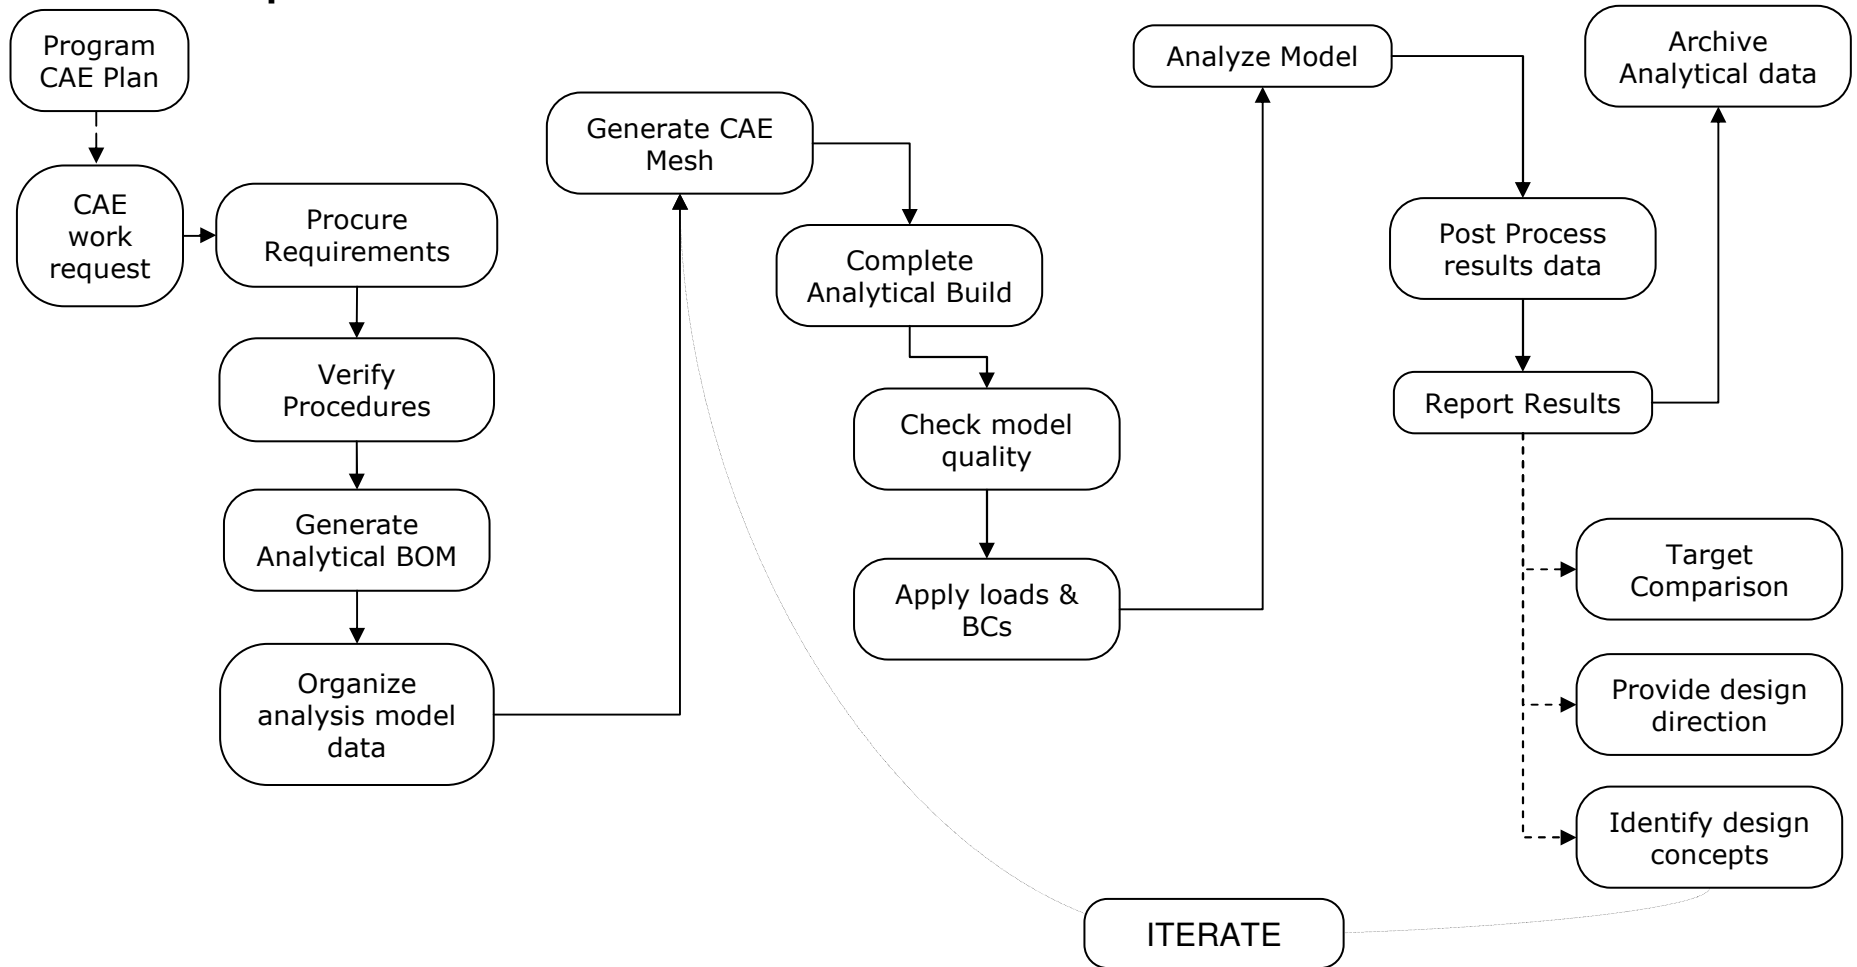 Program
CAE Plan
CAE
work
request
Procure
Requirements
Verify
Procedures
Generate
Analytical BOM
Organize
analysis model
data
Generate CAE
Mesh
Complete
Analytical Build
Check model
quality
Apply loads &
BCs
Analyze Model
Post Process
results data
Report Results
Archive
Analytical data
Target
Comparison
Provide design
direction
Identify design
concepts
ITERATE